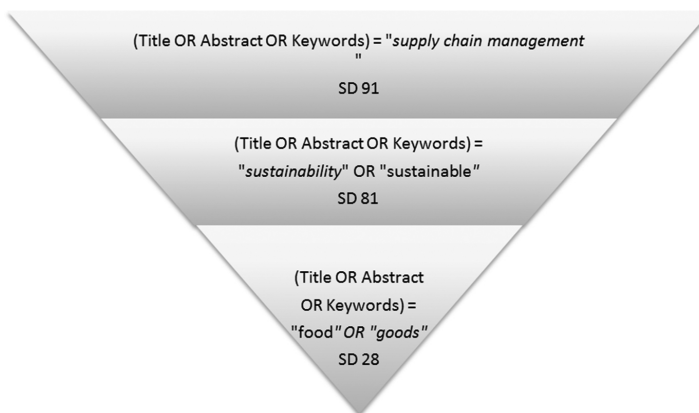 (Title OR Abstract OR Keywords) = "supply chain management
"
SD 91
(Title OR Abstract OR Keywords) =
"sustainability" OR "sustainable"
SD 81
(Title OR Abstract
OR Keywords) =
"food" OR "goods"
SD 28